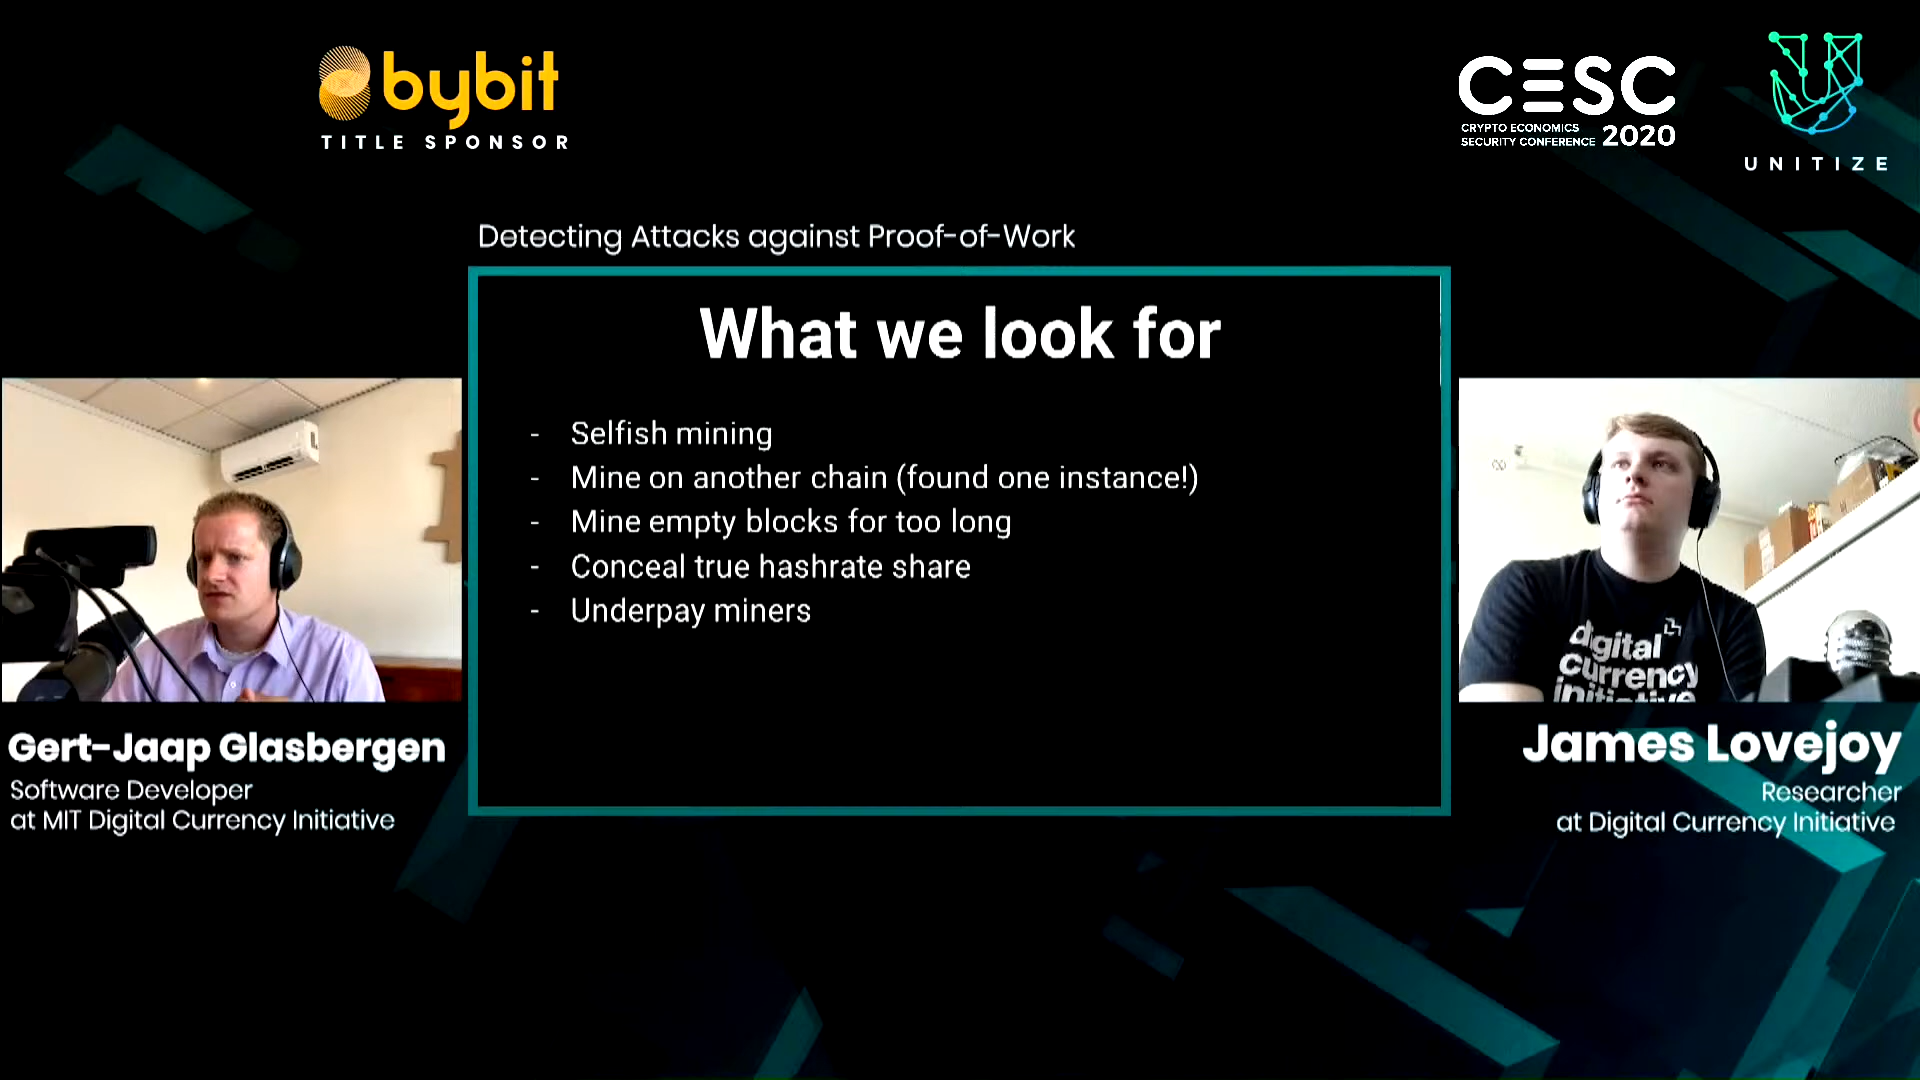 bybit
TITLE SPONSOR
CESC
CRYPTO ECONOMICS
SECURITY CONFERENCE 2020
UNITIZE
Detecting Attacks against Proof-of-Work
What we look for
- Selfish mining
- Mine on another chain (found one instance!)
- Mine empty blocks for too long
- Conceal true hashrate share
- Underpay miners
digital
currency
initiative
Gert-Jaap Glasbergen
Software Developer
at MIT Digital Currency Initiative
James Lovejoy
Researcher
at Digital Currency Initiative